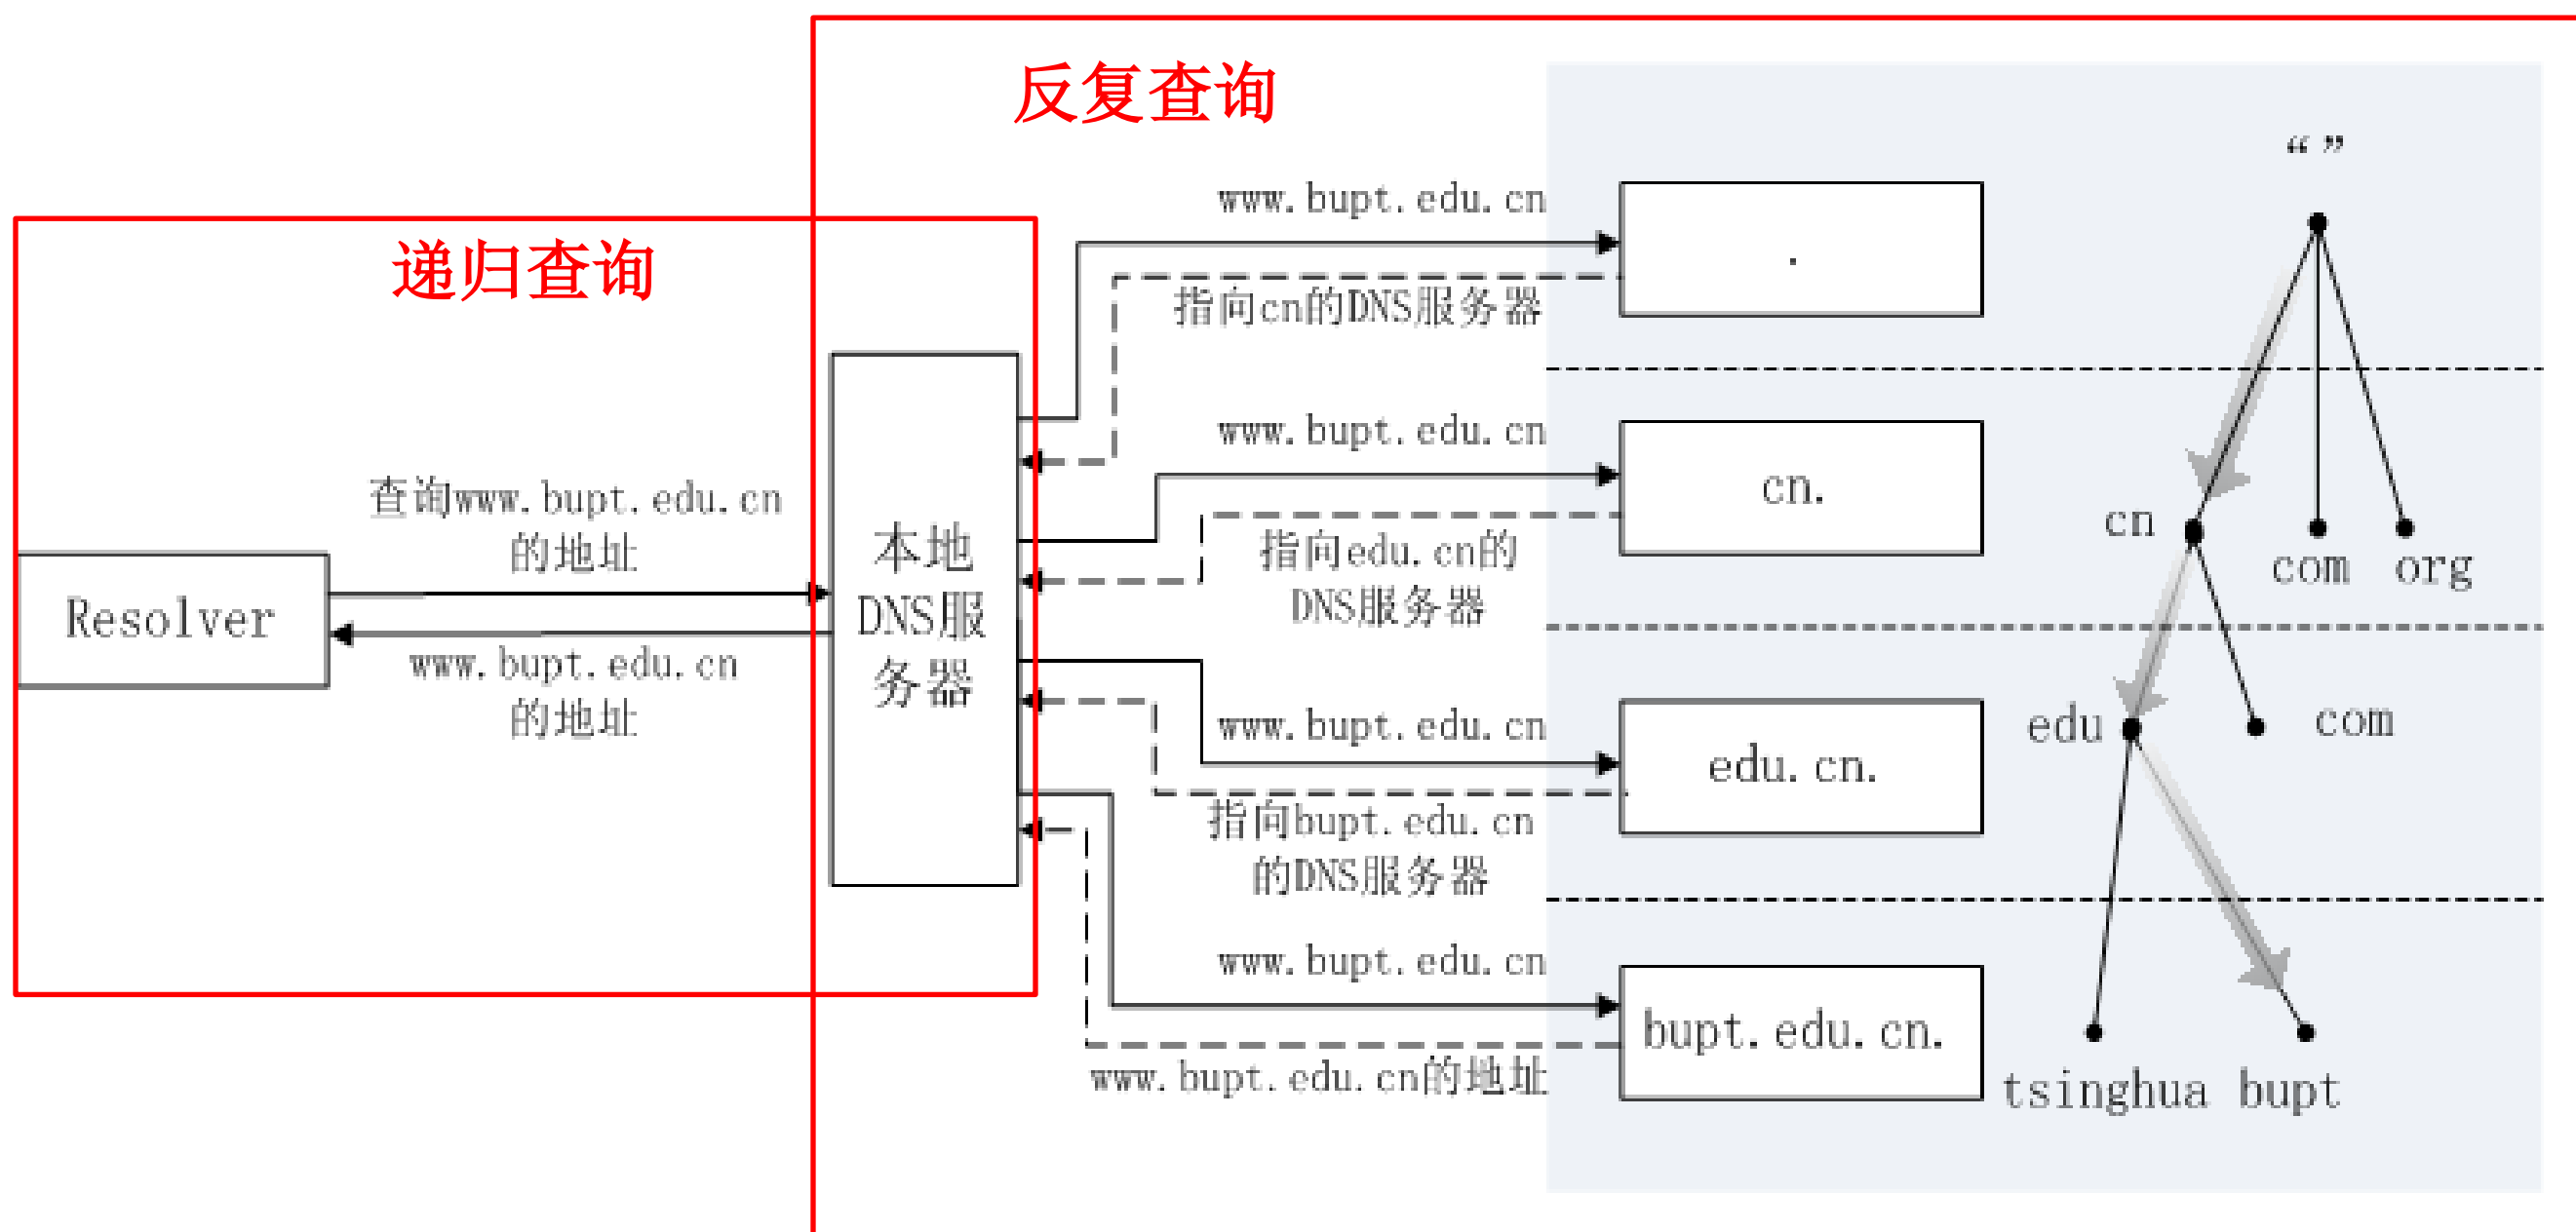 反复查询
递归查询
查询www.bupt.edu.cn
的地址
Resolver
www.bupt.edu.cn
的地址
本地
DNS服
务器
www.bupt.edu.cn
.
指向cn的DNS服务器
www.bupt.edu.cn
cn.
指向edu.cn的
DNS服务器
www.bupt.edu.cn
edu.cn.
指向bupt.edu.cn
的DNS服务器
www.bupt.edu.cn
bupt.edu.cn.
www.bupt.edu.cn的地址
“ ”
cn
com
org
edu
com
tsinghua
bupt